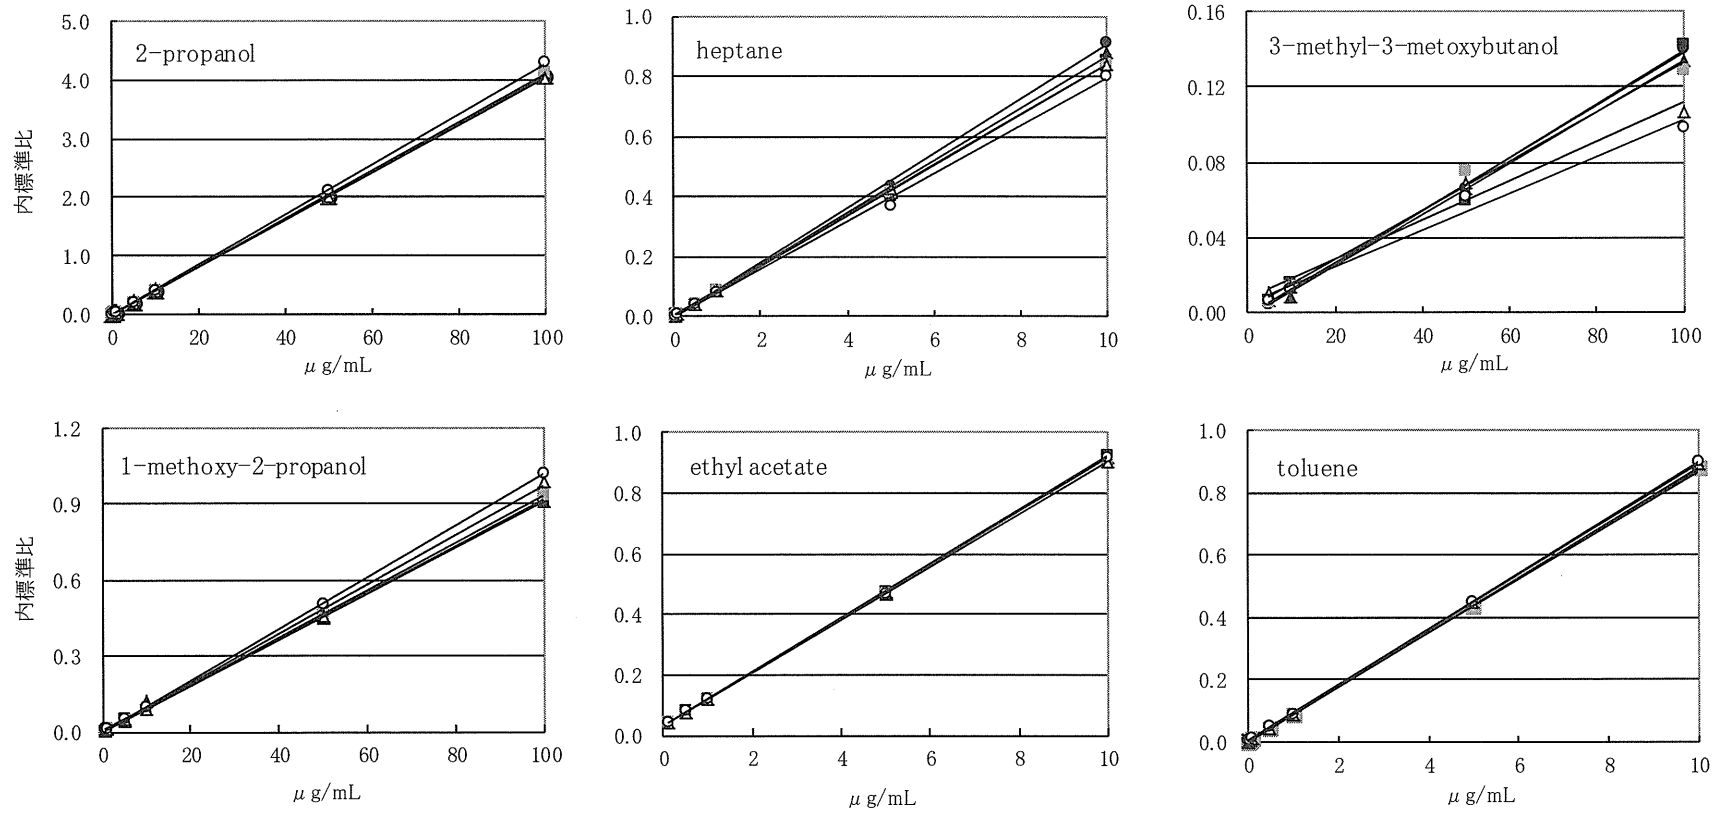 2-propanol
5.0
4.0
3.0
2.0
1.0
0.0
内標準比
0 20 40 60 80 100
μg/mL
heptane
1.0
0.8
0.6
0.4
0.2
0.0
0 2 4 6 8 10
μg/mL
3-methyl-3-metoxybutanol
0.16
0.12
0.08
0.04
0.00
0 20 40 60 80 100
μg/mL
1-methoxy-2-propanol
1.2
0.9
0.6
0.3
0.0
内標準比
0 20 40 60 80 100
μg/mL
ethyl acetate
1.0
0.8
0.6
0.4
0.2
0.0
0 2 4 6 8 10
μg/mL
toluene
1.0
0.8
0.6
0.4
0.2
0.0
0 2 4 6 8 10
μg/mL